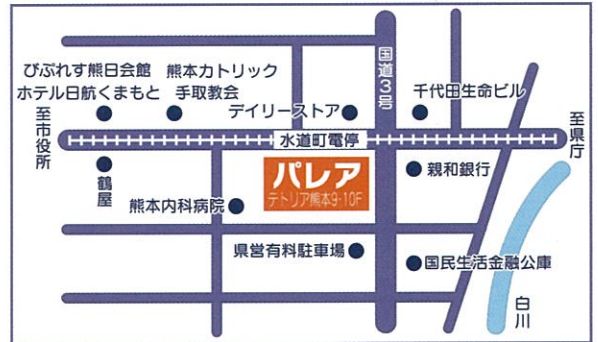 国道3号
びぷれす熊日会館
ホテル日航くまもと
熊本カトリック
手取教会
デイリーストア
千代田生命ビル
至市役所
水道町電停
至県庁
鶴屋
パレア
テトリア熊本9・10F
親和銀行
熊本内科病院
県営有料駐車場
国民生活金融公庫
白川